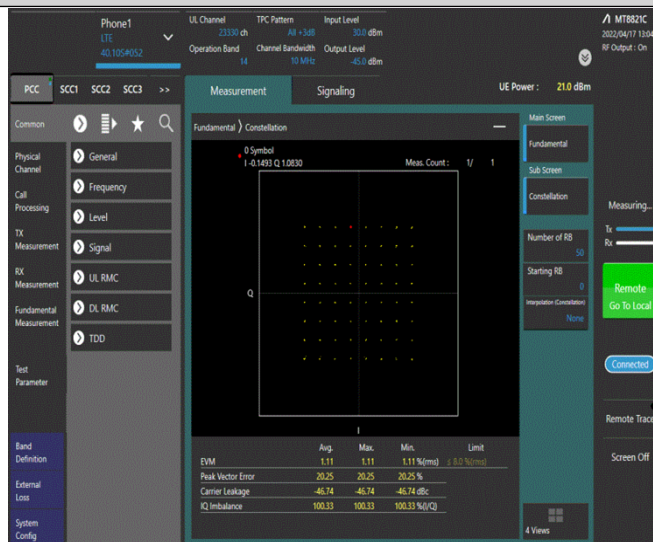 Phone1
LTE
40.10S#052
UL Channel TPC Pattern Input Level
23330 ch All +3dB 30.0 dBm
Operation Band Channel Bandwidth Output Level
14 10 MHz -45.0 dBm
MT8821C
2022/04/17 13:04
RF Output : On
PCC SCC1 SCC2 SCC3 >>
Measurement Signaling
UE Power : 21.0 dBm
Common
Physical
Channel
Call
Processing
TX
Measurement
RX
Measurement
Fundamental
Measurement
Test
Parameter
Band
Definition
External
Loss
System
Config
General
Frequency
Level
Signal
UL RMC
DL RMC
TDD
Fundamental Constellation
0 Symbol
I -0.1493 Q 1.0830 Meas. Count : 1/ 1
Q
I
Avg. Max. Min. Limit
EVM 1.11 1.11 1.11 %(rms) ≤ 8.0 %(rms)
Peak Vector Error 20.25 20.25 20.25 %
Carrier Leakage -46.74 -46.74 -46.74 dBc
IQ Imbalance 100.33 100.33 100.33 %(I/Q)
Main Screen
Fundamental
Sub Screen
Constellation
Number of RB
50
Starting RB
0
Interpolation (Constellation)
None
4 Views
Measuring...
Tx
Rx
Remote
Go To Local
Connected
Remote Trace
Screen Off